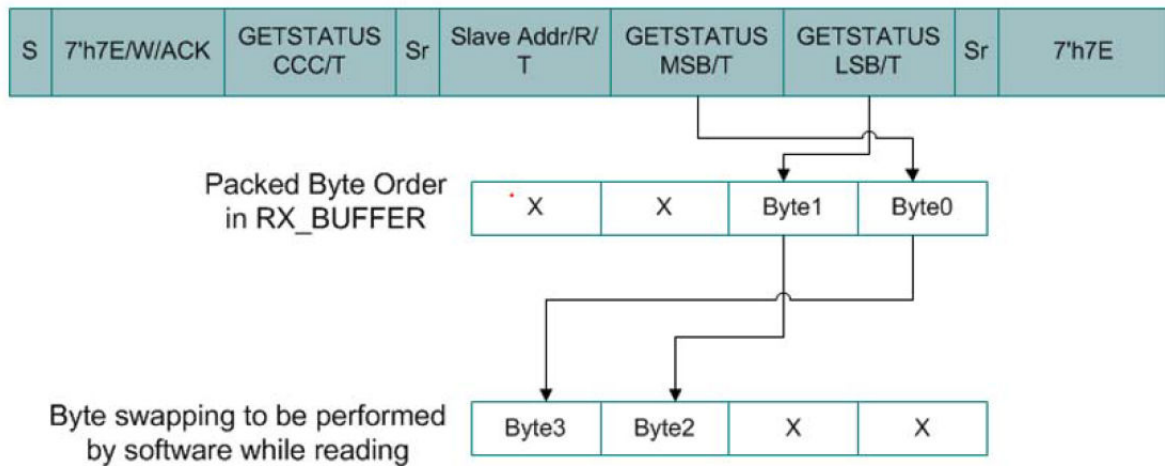 S
7'h7E/W/ACK
GETSTATUS
CCC/T
Sr
Slave Addr/R/
T
GETSTATUS
MSB/T
GETSTATUS
LSB/T
Sr
7'h7E
Packed Byte Order
in RX_BUFFER
X
X
Byte1
Byte0
Byte swapping to be performed
by software while reading
Byte3
Byte2
X
X